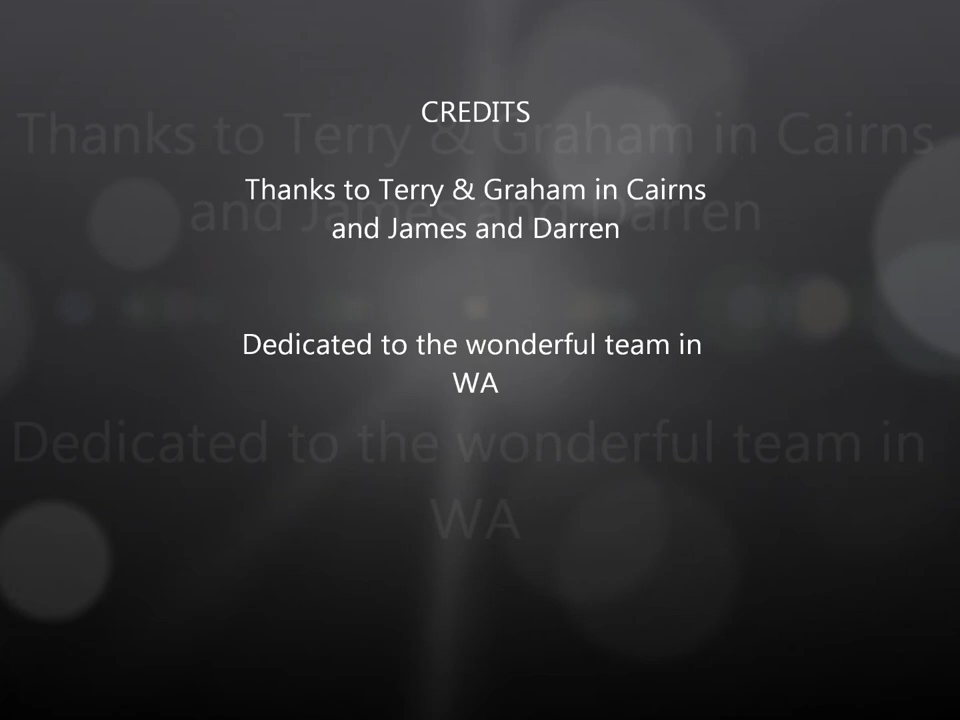 CREDITS
Thanks to Terry & Graham in Cairns
and James and Darren
Dedicated to the wonderful team in
WA